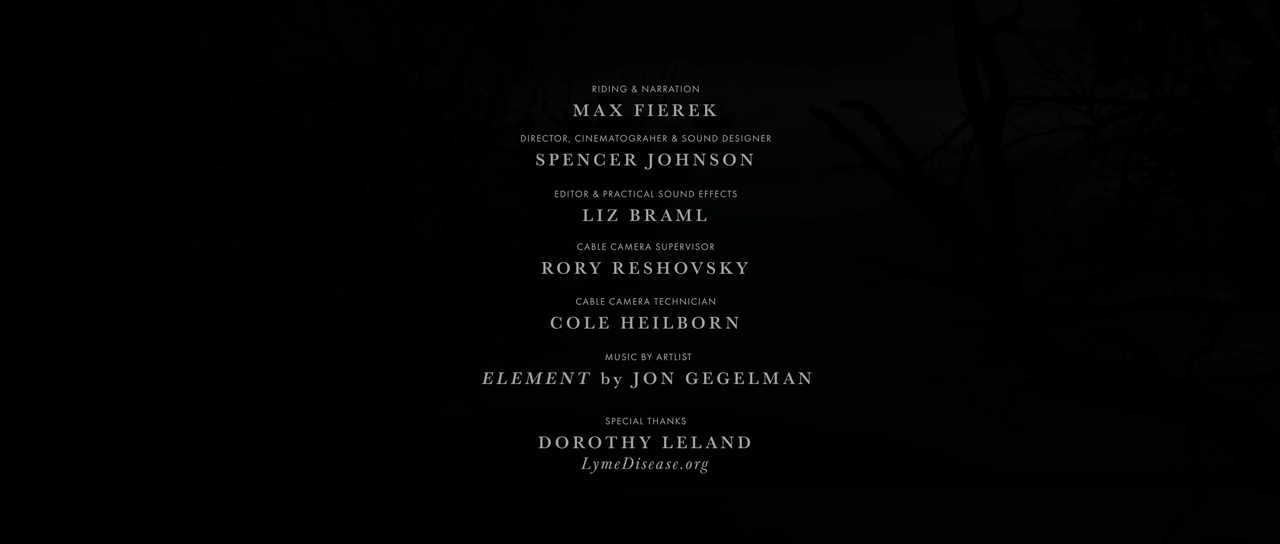 RIDING & NARRATION
MAX FIEREK
DIRECTOR, CINEMATOGRAHER & SOUND DESIGNER
SPENCER JOHNSON
EDITOR & PRACTICAL SOUND EFFECTS
LIZ BRAML
CABLE CAMERA SUPERVISOR
RORY RESHOVSKY
CABLE CAMERA TECHNICIAN
COLE HEILBORN
MUSIC BY ARTLIST
ELEMENT by JON GEGELMAN
SPECIAL THANKS
DOROTHY LELAND
LymeDisease.org